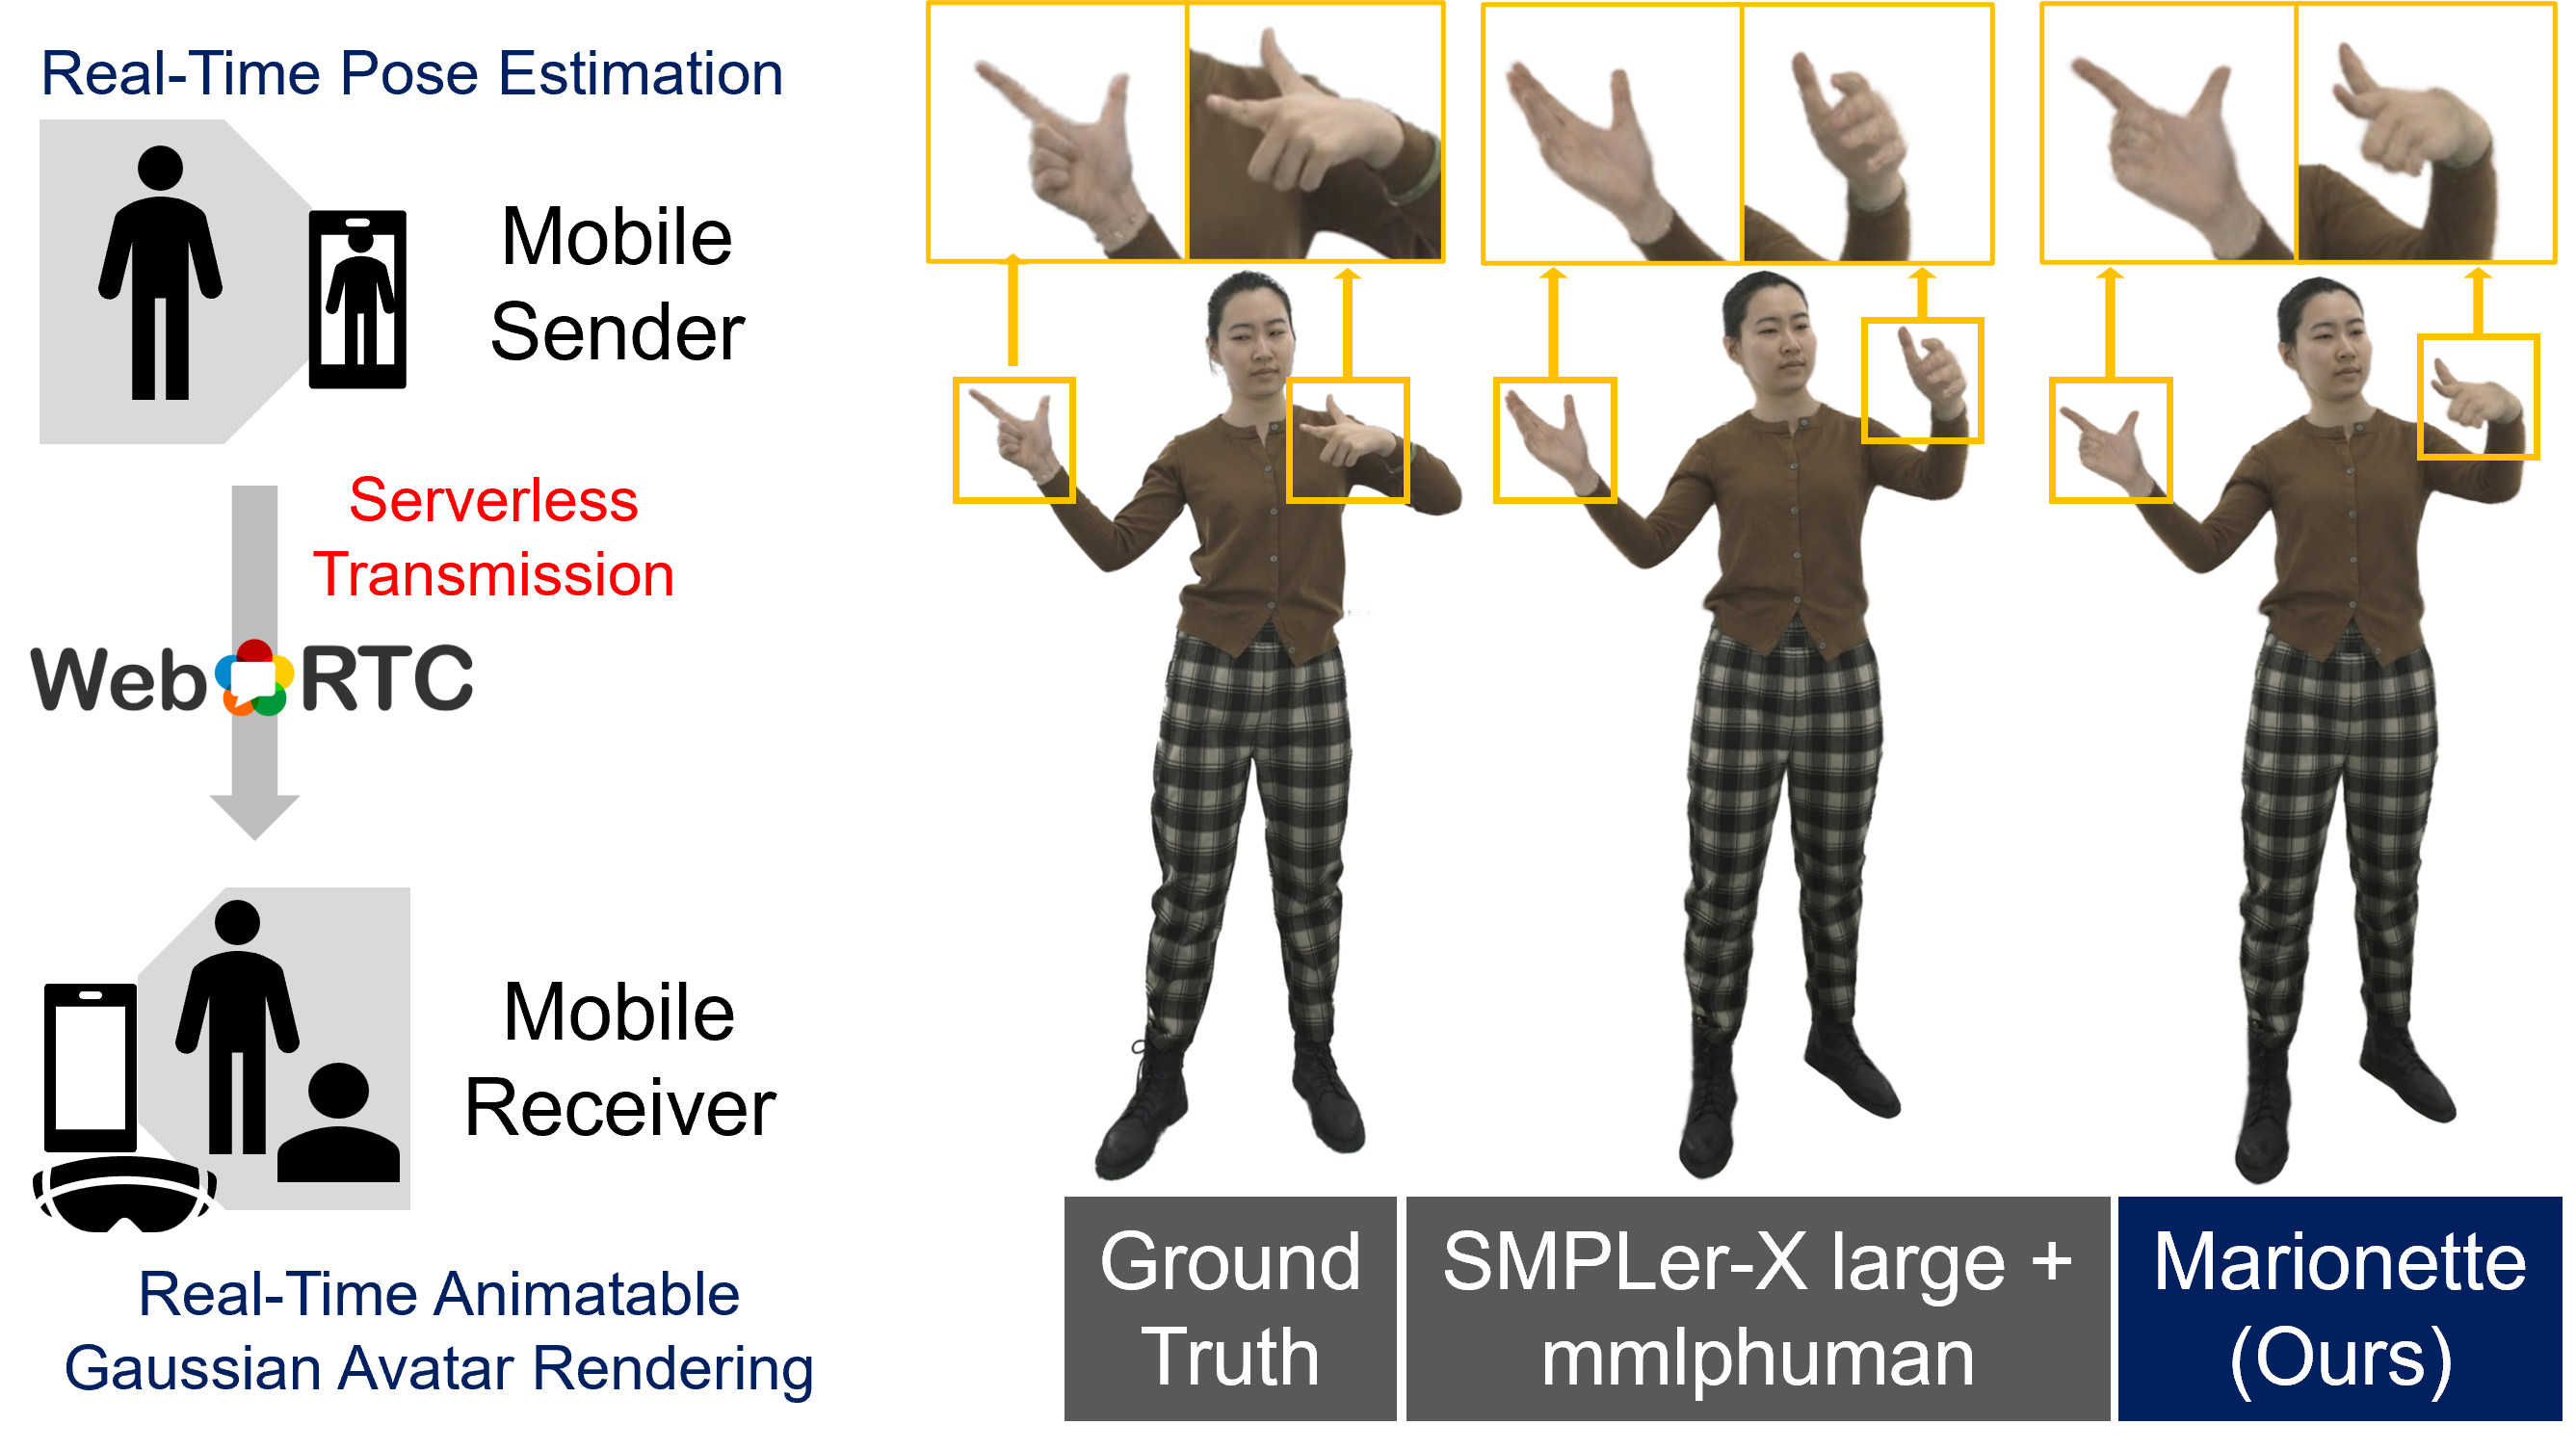 Real-Time Pose Estimation
Mobile
Sender
Serverless
Transmission
WebRTC
Mobile
Receiver
Real-Time Animatable
Gaussian Avatar Rendering
Ground
Truth
SMPLer-X large +
mmlphuman
Marionette
(Ours)